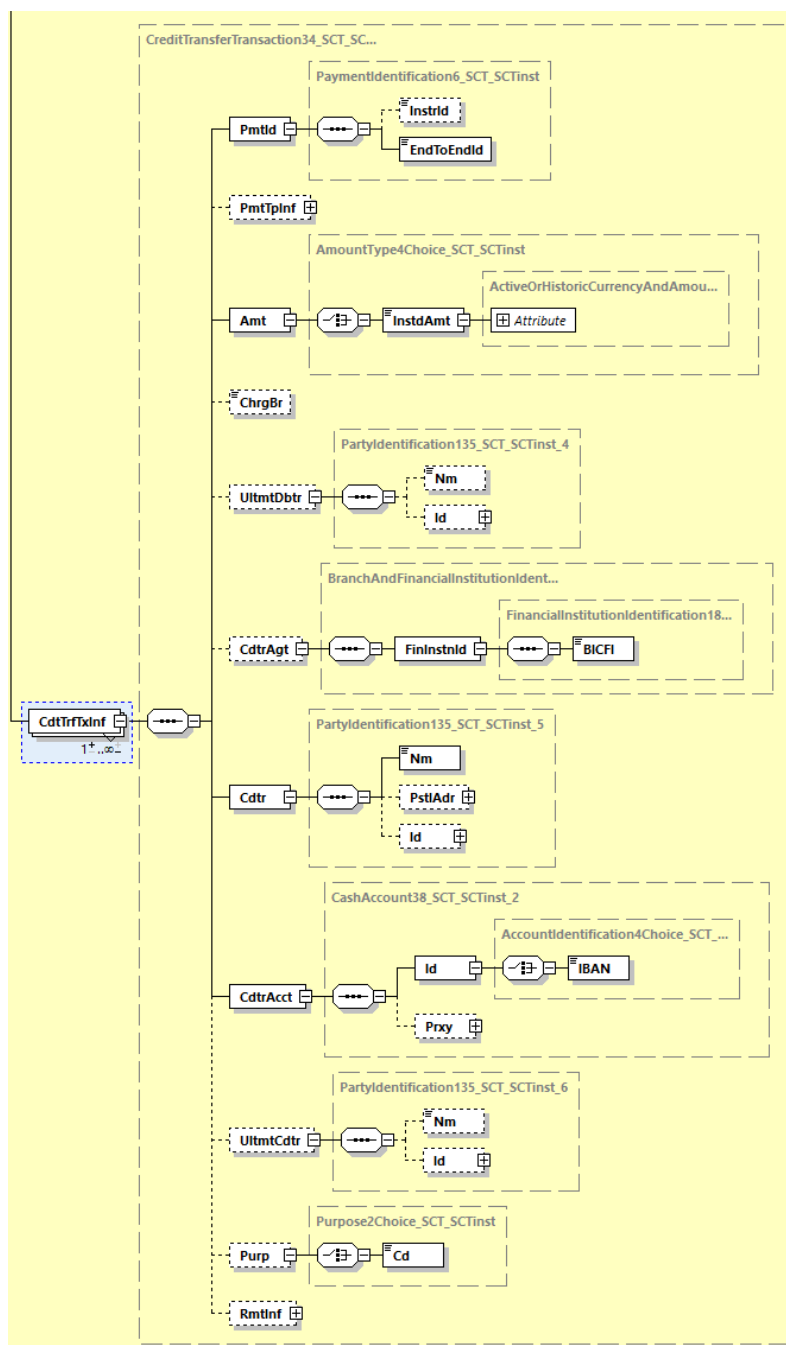 CreditTransferTransaction34_SCT_SC...
PaymentIdentification6_SCT_SCTinst
InstrId
PmtId
EndToEndId
PmtTpInf
AmountType4Choice_SCT_SCTinst
ActiveOrHistoricCurrencyAndAmou...
Amt
InstdAmt
Attribute
ChrgBr
PartyIdentification135_SCT_SCTinst_4
Nm
UltmtDbtr
Id
BranchAndFinancialInstitutionIdent...
FinancialInstitutionIdentification18...
CdtrAgt
FinInstnId
BICFI
CdtTrfTxInf
1..∞
PartyIdentification135_SCT_SCTinst_5
Nm
Cdtr
PstlAdr
Id
CashAccount38_SCT_SCTinst_2
AccountIdentification4Choice_SCT_...
Id
IBAN
CdtrAcct
Prxy
PartyIdentification135_SCT_SCTinst_6
Nm
UltmtCdtr
Id
Purpose2Choice_SCT_SCTinst
Purp
Cd
RmtInf